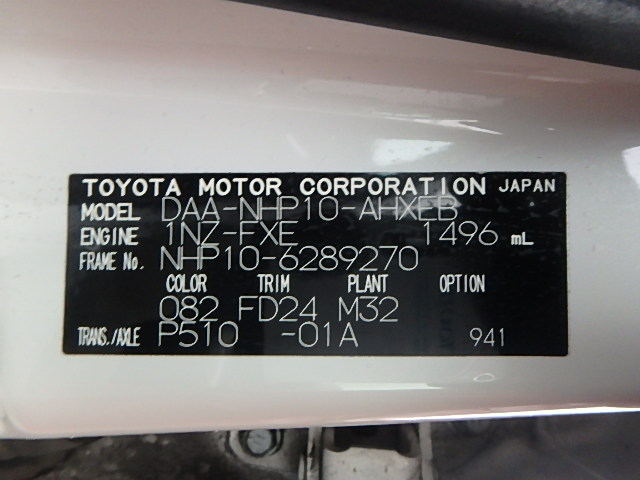 TOYOTA MOTOR CORPORATION JAPAN
MODEL DAA-NHP10-AHXEB
ENGINE 1NZ-FXE 1496 mL
FRAME No. NHP10-6289270
COLOR TRIM PLANT OPTION
082 FD24 M32
TRANS./AXLE P510 -01A 941